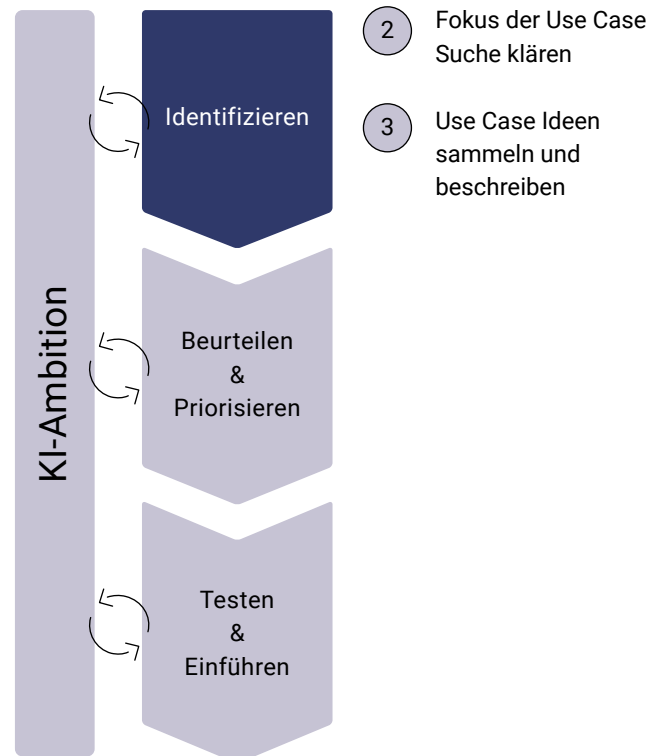 KI-Ambition
Identifizieren
2
Fokus der Use Case
Suche klären
3
Use Case Ideen
sammeln und
beschreiben
Beurteilen
&
Priorisieren
Testen
&
Einführen